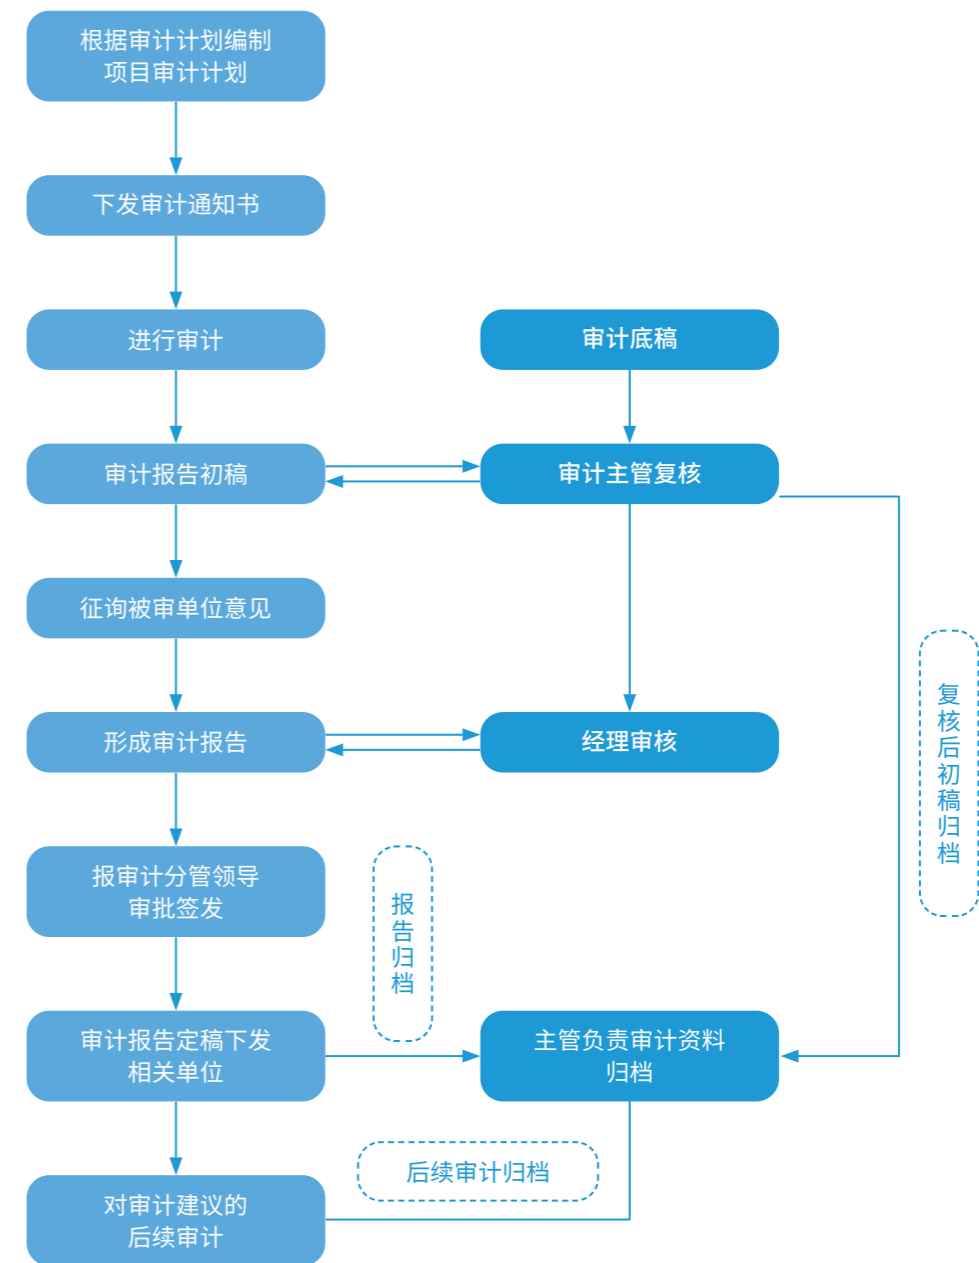 根据审计计划编制
项目审计计划
下发审计通知书
进行审计
审计底稿
审计报告初稿
审计主管复核
征询被审单位意见
形成审计报告
经理审核
复核后初稿归档
报审计分管领导
审批签发
报告归档
审计报告定稿下发
相关单位
主管负责审计资料
归档
后续审计归档
对审计建议的
后续审计